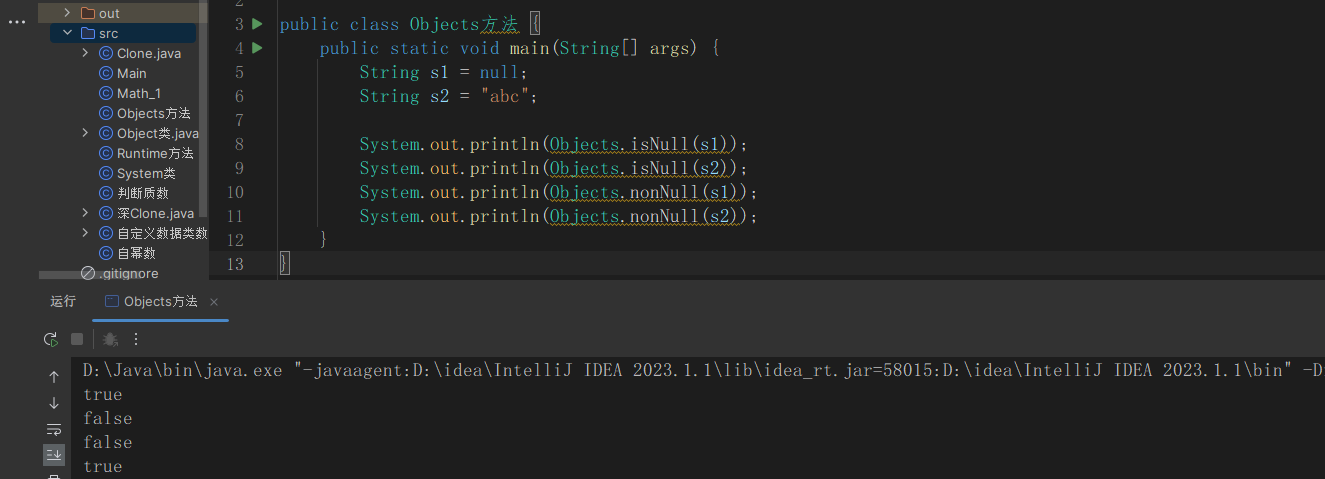 out
src
Clone.java
Main
Math_1
Objects方法
Object类.java
Runtime方法
System类
判断质数
深Clone.java
自定义数据类数
自幂数
.gitignore
2
3 public class Objects方法 {
4 public static void main(String[] args) {
5 String s1 = null;
6 String s2 = "abc";
7
8 System.out.println(Objects.isNull(s1));
9 System.out.println(Objects.isNull(s2));
10 System.out.println(Objects.nonNull(s1));
11 System.out.println(Objects.nonNull(s2));
12 }
13 }
运行 Objects方法
D:\Java\bin\java.exe "-javaagent:D:\idea\IntelliJ IDEA 2023.1.1\lib\idea_rt.jar=58015:D:\idea\IntelliJ IDEA 2023.1.1\bin" -D
true
false
false
true